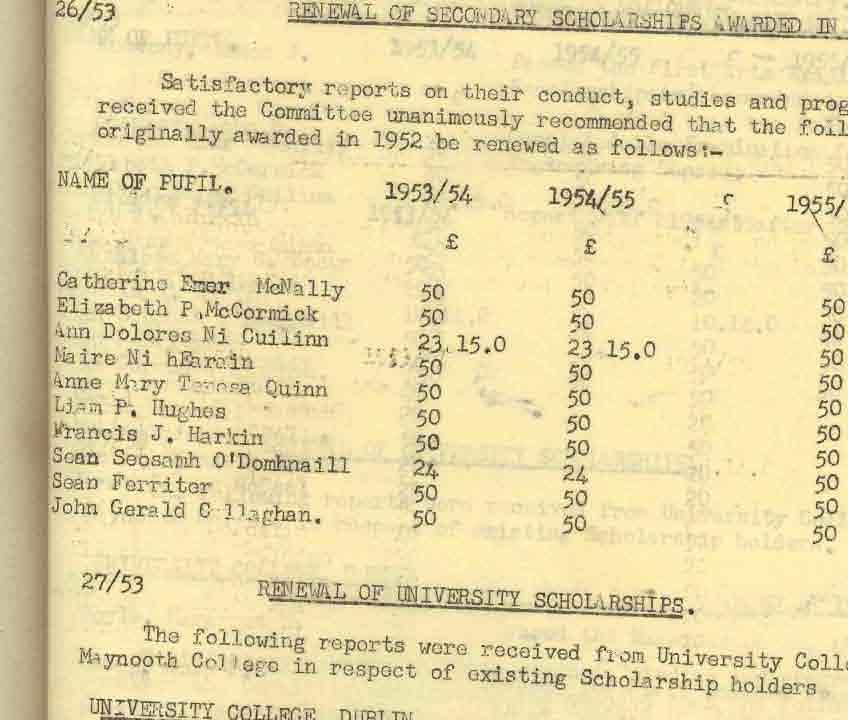 26/53 RENEWAL OF SECONDARY SCHOLARSHIPS AWARDED IN
Satisfactory reports on their conduct, studies and prog
received the Committee unanimously recommended that the foll
originally awarded in 1952 be renewed as follows:-
NAME OF PUPIL. 1953/54 1954/55 1955/
£ £ £
Catherine Emer McNally 50 50 50
Elizabeth P.McCormick 50 50 50
Ann Dolores Ni Cuilinn 23.15.0 23 15.0 50
Maire Ni hEarain 50 50 50
Anne Mary Teresa Quinn 50 50 50
Liam P. Hughes 50 50 50
Francis J. Harkin 50 50 50
Sean Seosamh O'Domhnaill 24 24 50
Sean Ferriter 50 50 50
John Gerald Callaghan. 50 50 50
27/53 RENEWAL OF UNIVERSITY SCHOLARSHIPS.
The following reports were received from University Colle
Maynooth College in respect of existing Scholarship holders
UNIVERSITY COLLEGE DUBLIN